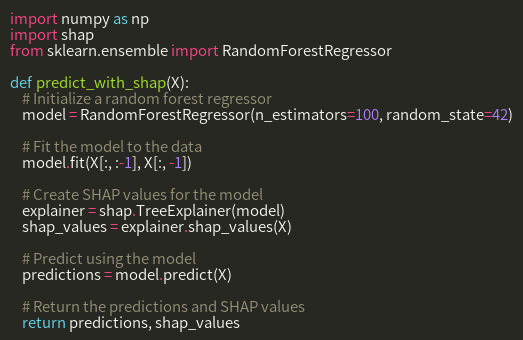 import numpy as np
import shap
from sklearn.ensemble import RandomForestRegressor

def predict_with_shap(X):
    # Initialize a random forest regressor
    model = RandomForestRegressor(n_estimators=100, random_state=42)

    # Fit the model to the data
    model.fit(X[:, :-1], X[:, -1])

    # Create SHAP values for the model
    explainer = shap.TreeExplainer(model)
    shap_values = explainer.shap_values(X)

    # Predict using the model
    predictions = model.predict(X)

    # Return the predictions and SHAP values
    return predictions, shap_values